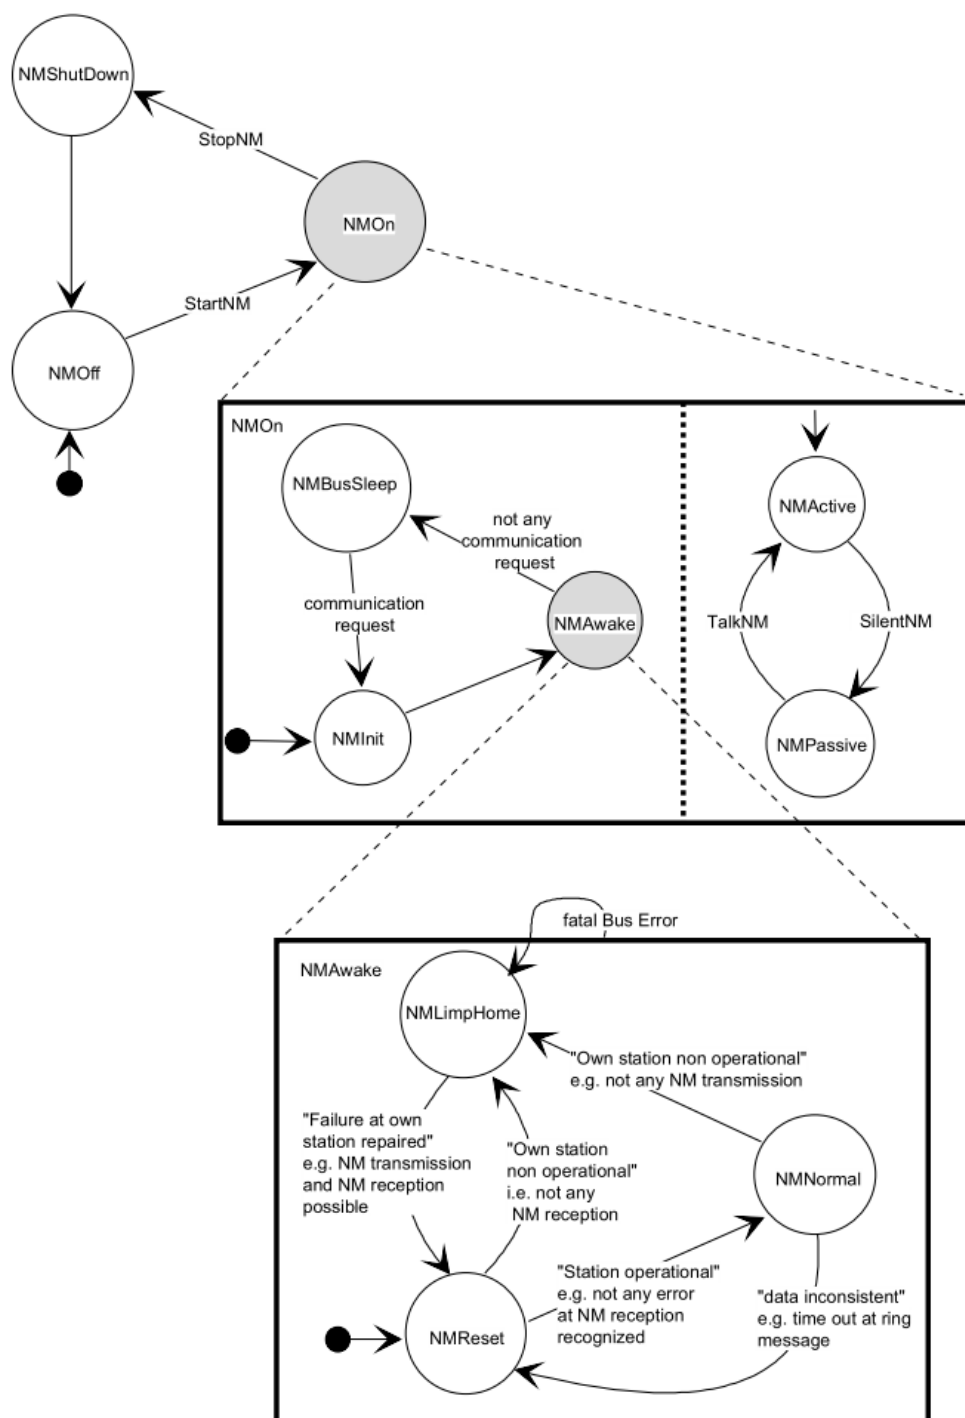 NMShutDown
StopNM
NMOn
StartNM
NMOff
NMOn
NMBusSleep
not any
communication
request
communication
request
NMAwake
NMInit
NMActive
TalkNM
SilentNM
NMPassive
fatal Bus Error
NMAwake
NMLimpHome
"Own station non operational"
e.g. not any NM transmission
"Failure at own
station repaired"
e.g. NM transmission
and NM reception
possible
"Own station
non operational"
i.e. not any
NM reception
NMNormal
"Station operational"
e.g. not any error
at NM reception
recognized
"data inconsistent"
e.g. time out at ring
message
NMReset